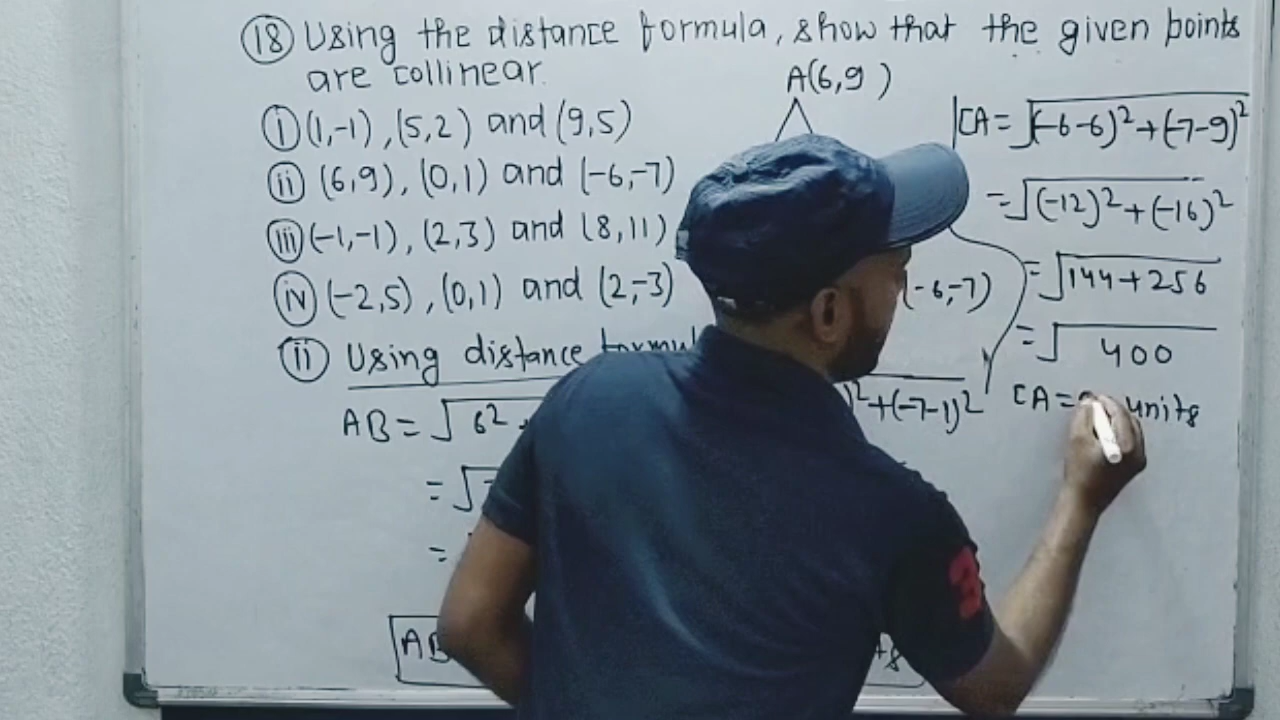 18 Using the distance formula, show that the given points
are collinear.
i (1,-1), (5,2) and (9,5)
ii (6,9), (0,1) and (-6,-7)
iii (-1,-1), (2,3) and (8,11)
iv (-2,5), (0,1) and (2,-3)
A(6,9)
(-6,-7)
ii Using distance formul
AB = √6²
)²+(-7-1)²
= √
=
AB
CA = √(-6-6)²+(-7-9)²
= √(-12)²+(-16)²
= √144+256
= √400
CA = units
3